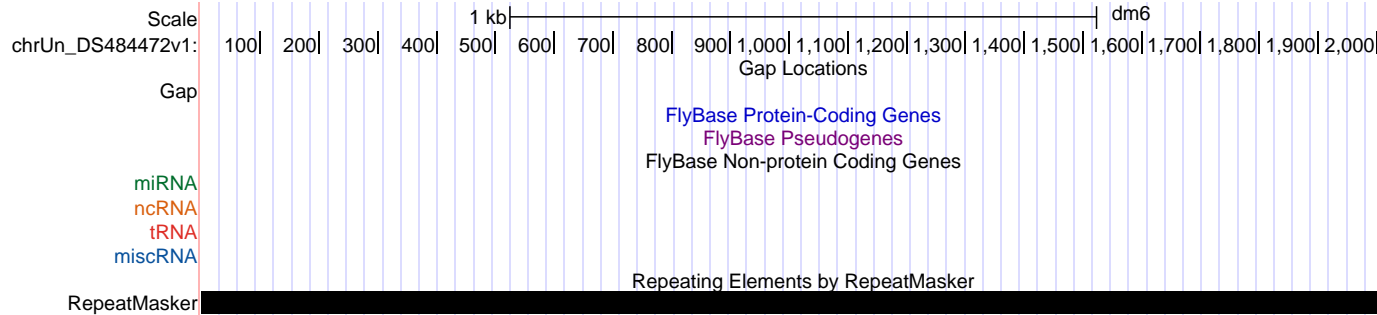 Scale 1 kb dm6
chrUn_DS484472v1: 100 200 300 400 500 600 700 800 900 1,000 1,100 1,200 1,300 1,400 1,500 1,600 1,700 1,800 1,900 2,000
Gap Locations
Gap
FlyBase Protein-Coding Genes
FlyBase Pseudogenes
FlyBase Non-protein Coding Genes
miRNA
ncRNA
tRNA
miscRNA
Repeating Elements by RepeatMasker
RepeatMasker